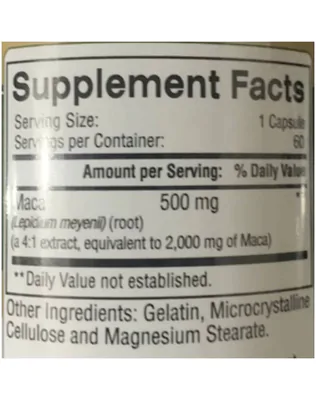 Supplement Facts
Serving Size: 1 Capsule
Servings per Container: 60
Amount per Serving: % Daily Value
Maca 500 mg **
(Lepidium meyenii) (root)
(a 4:1 extract, equivalent to 2,000 mg of Maca)
**Daily Value not established.
Other Ingredients: Gelatin, Microcrystalline
Cellulose and Magnesium Stearate.